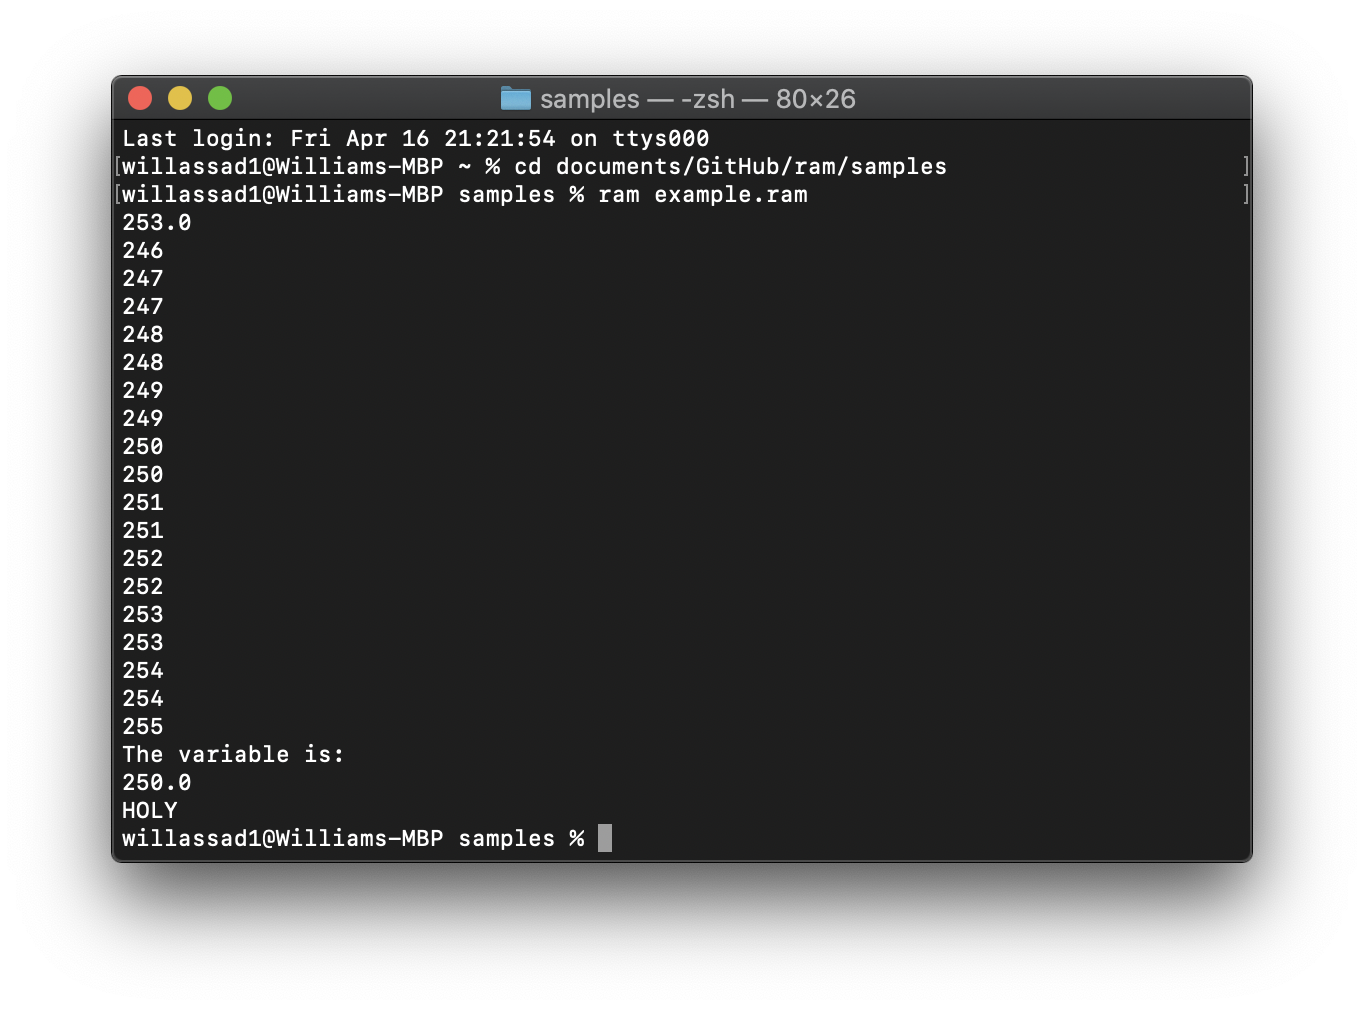 samples — -zsh — 80×26
Last login: Fri Apr 16 21:21:54 on ttys000
[willassad1@Williams-MBP ~ % cd documents/GitHub/ram/samples ]
[willassad1@Williams-MBP samples % ram example.ram ]
253.0
246
247
247
248
248
249
249
250
250
251
251
252
252
253
253
254
254
255
The variable is:
250.0
HOLY
willassad1@Williams-MBP samples %